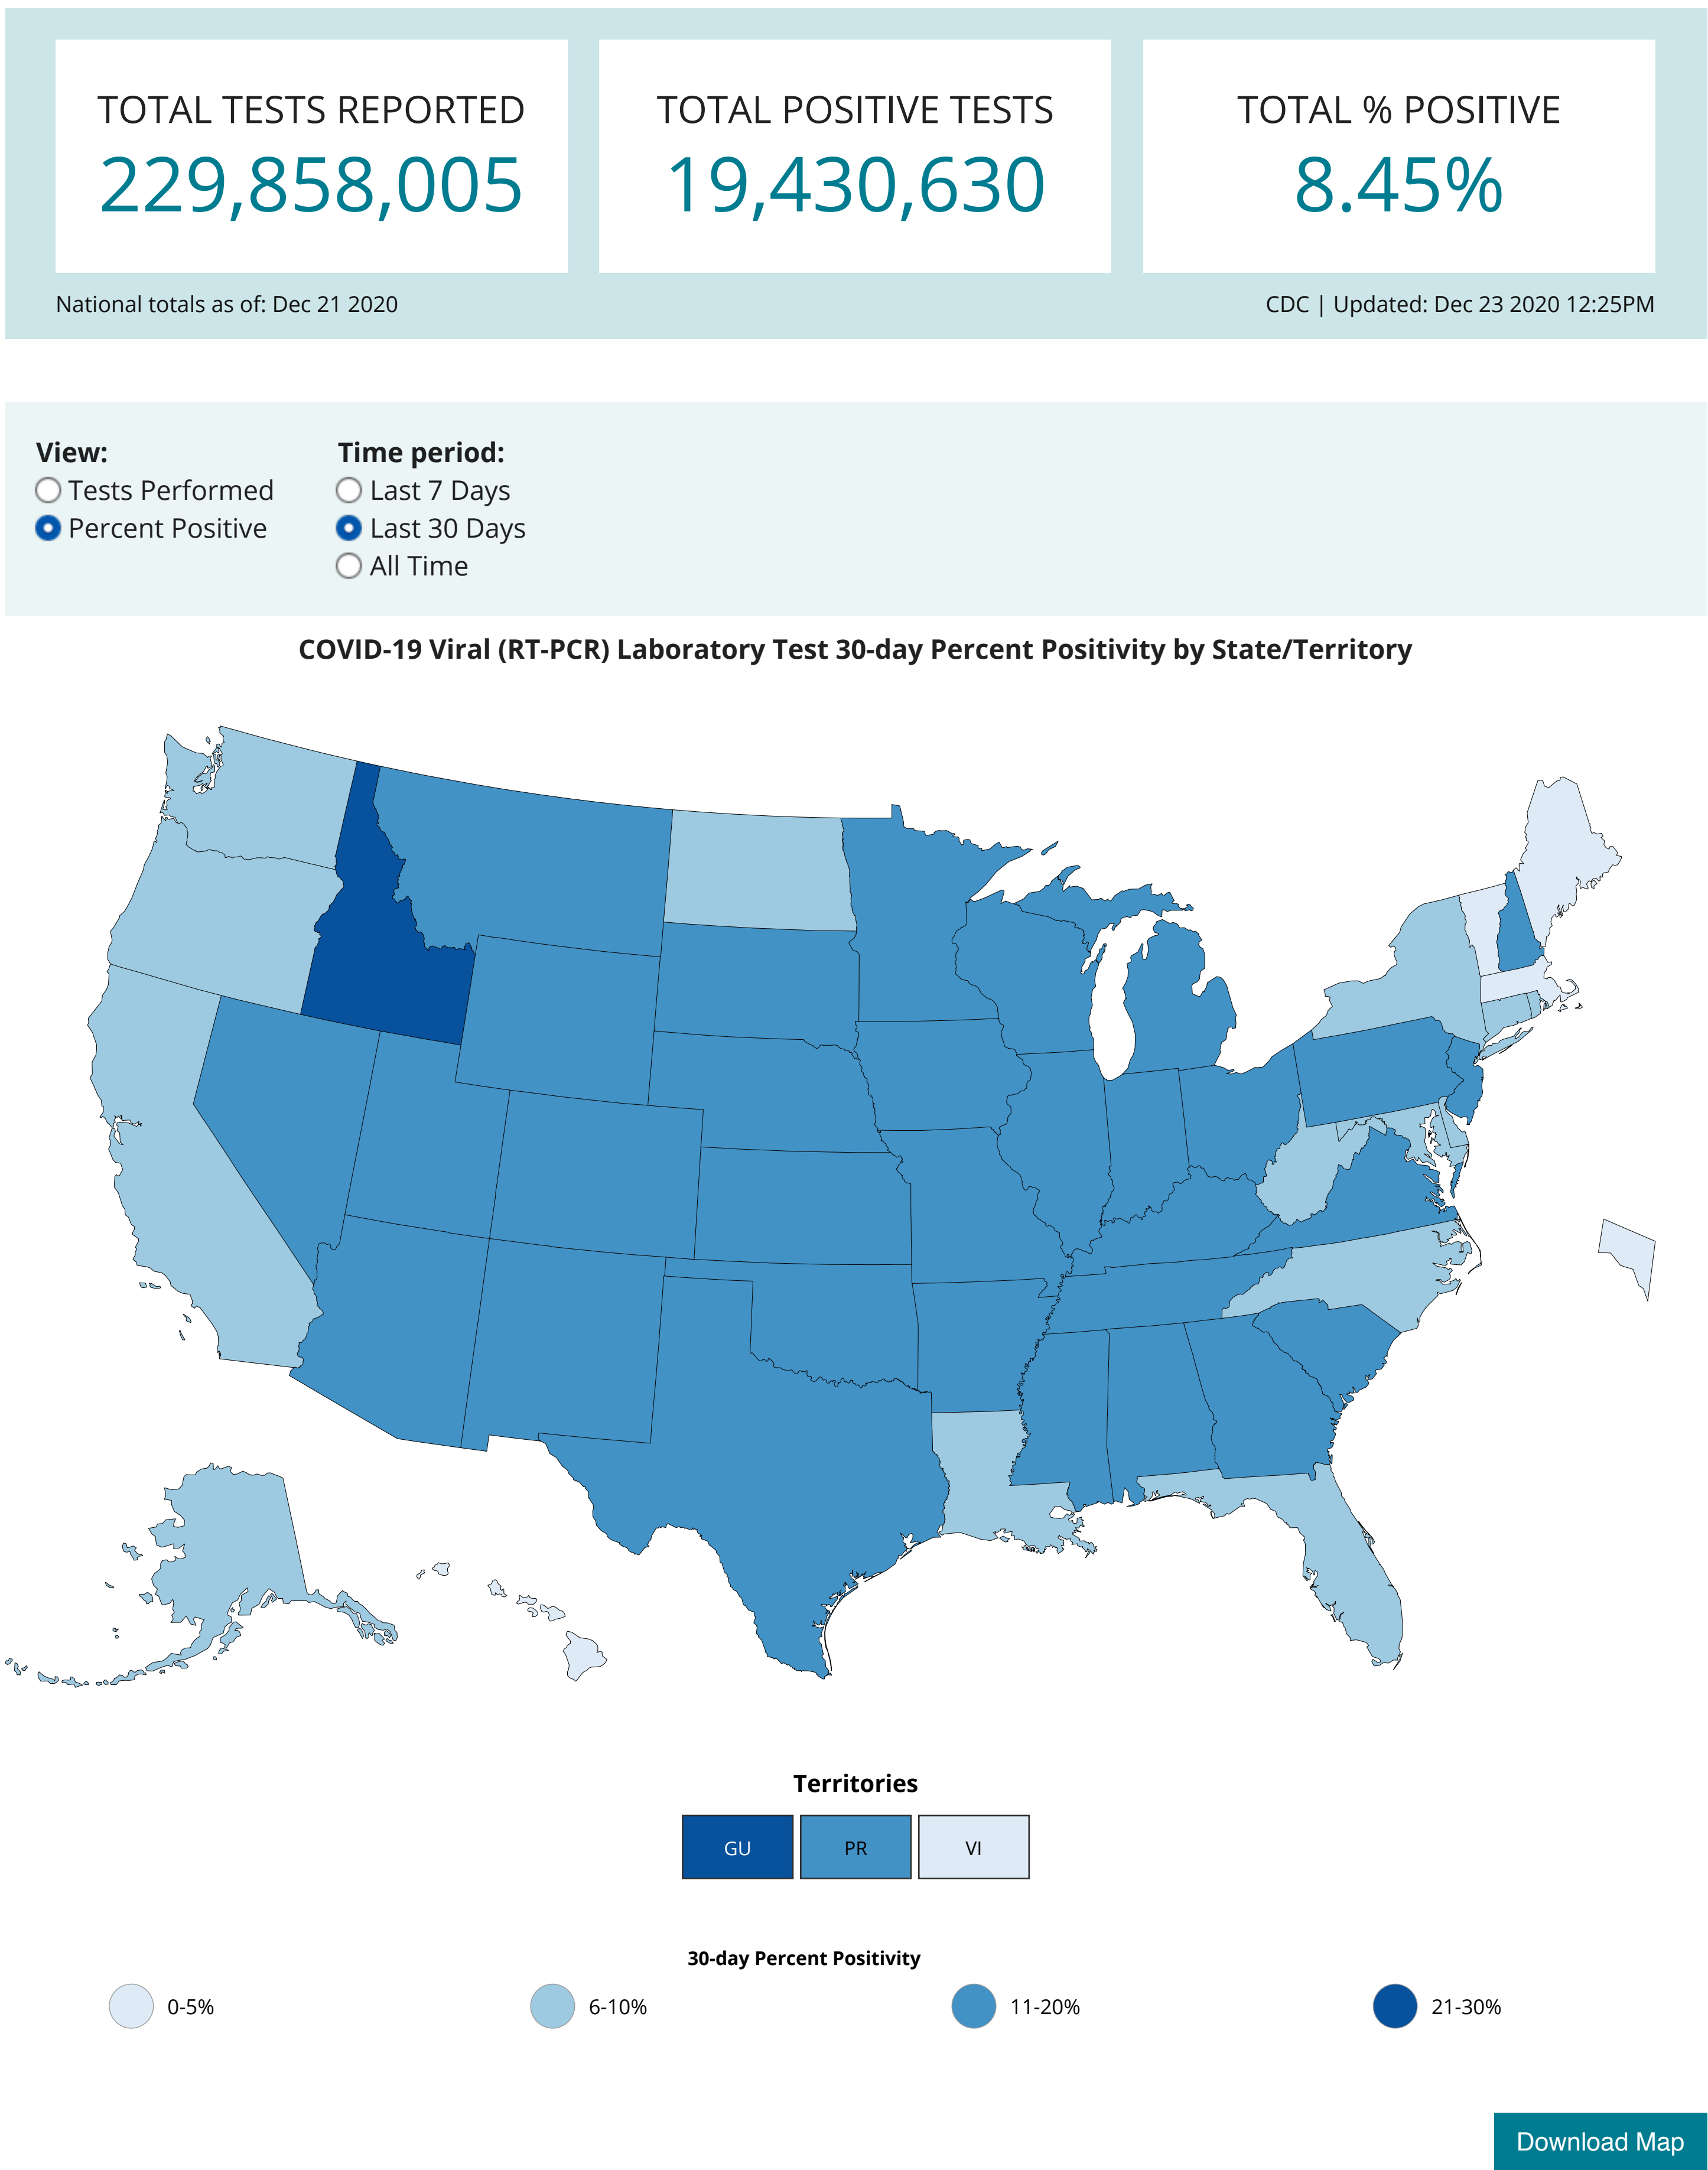 TOTAL TESTS REPORTED
229,858,005
TOTAL POSITIVE TESTS
19,430,630
TOTAL % POSITIVE
8.45%
National totals as of: Dec 21 2020
CDC | Updated: Dec 23 2020 12:25PM
View:
Tests Performed
Percent Positive
Time period:
Last 7 Days
Last 30 Days
All Time
COVID-19 Viral (RT-PCR) Laboratory Test 30-day Percent Positivity by State/Territory
Territories
GU
PR
VI
30-day Percent Positivity
0-5%
6-10%
11-20%
21-30%
Download Map